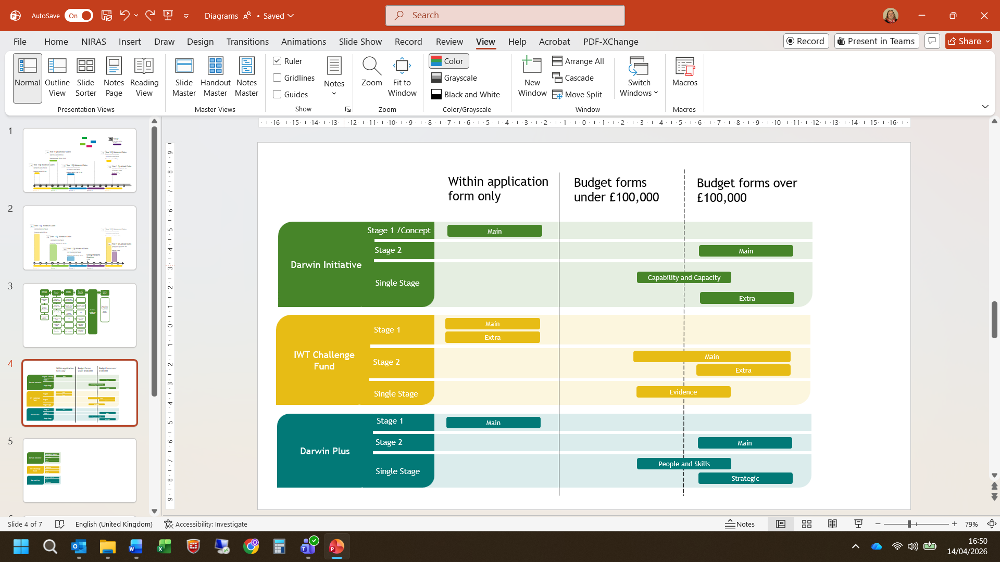 AutoSave On Diagrams • Saved Search
File Home NIRAS Insert Draw Design Transitions Animations Slide Show Record Review View Help Acrobat PDF-XChange Record Present in Teams Share
Normal Outline View Slide Sorter Notes Page Reading View
Presentation Views
Slide Master Handout Master Notes Master
Master Views
Ruler
Gridlines
Guides
Notes
Show
Zoom Fit to Window
Zoom
Color
Grayscale
Black and White
Color/Grayscale
New Window
Arrange All
Cascade
Move Split
Switch Windows
Window
Macros
Macros
1
2
3
4
5
Within application
form only
Budget forms
under £100,000
Budget forms over
£100,000
Darwin Initiative
Stage 1 /Concept
Main
Stage 2
Main
Single Stage
Capability and Capacity
Extra
IWT Challenge
Fund
Stage 1
Main
Extra
Stage 2
Main
Extra
Single Stage
Evidence
Darwin Plus
Stage 1
Main
Stage 2
Main
Single Stage
People and Skills
Strategic
Slide 4 of 7 English (United Kingdom) Accessibility: Investigate Notes 79%
16:50
14/04/2026